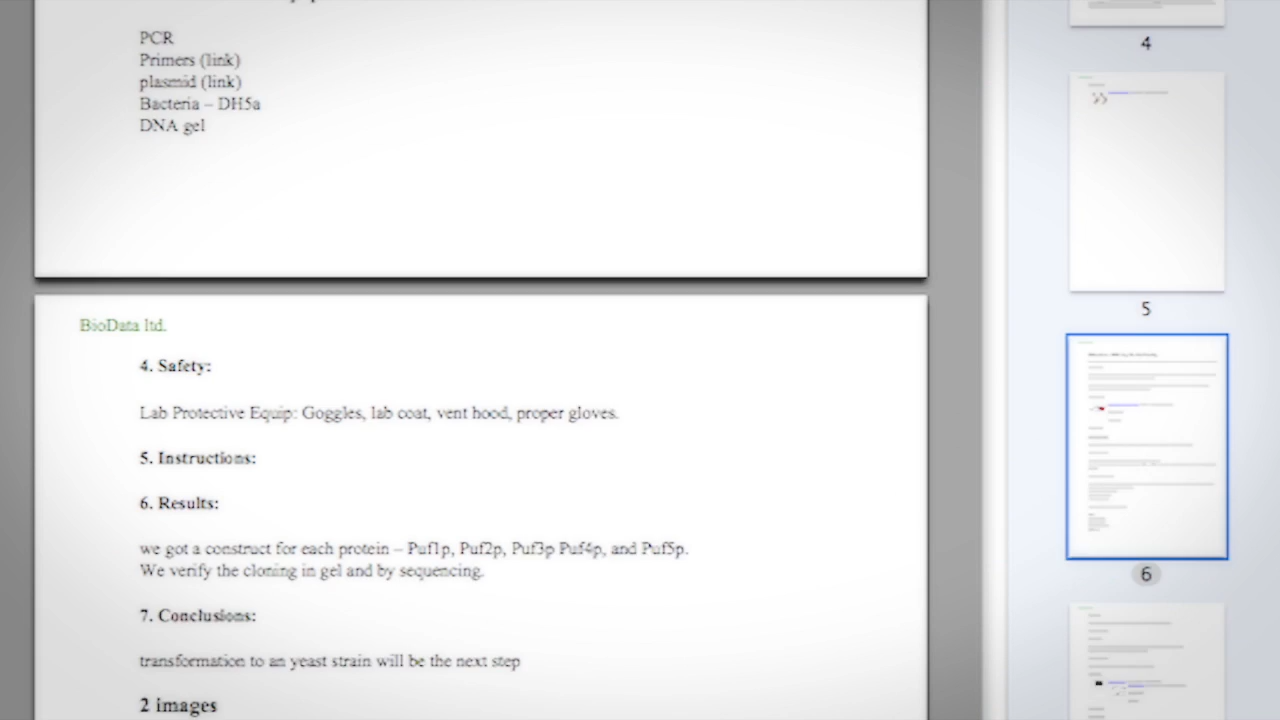 PCR
Primers (link)
plasmid (link)
Bacteria – DH5a
DNA gel
BioData ltd.
4. Safety:
Lab Protective Equip: Goggles, lab coat, vent hood, proper gloves.
5. Instructions:
6. Results:
we got a construct for each protein – Puf1p, Puf2p, Puf3p Puf4p, and Puf5p.
We verify the cloning in gel and by sequencing.
7. Conclusions:
transformation to an yeast strain will be the next step
2 images
4
5
6